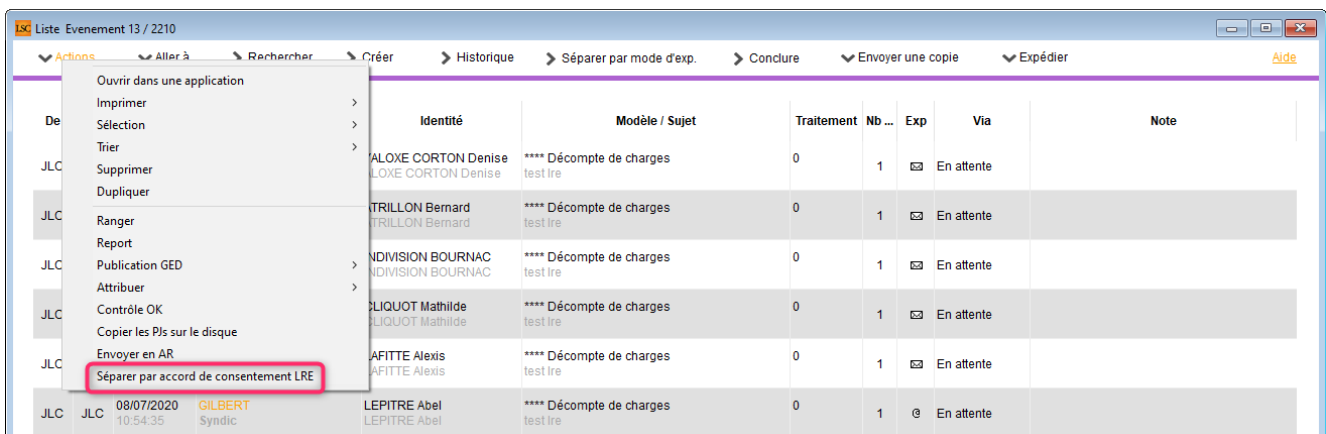 LSC Liste Evenement 13 / 2210
Actions Aller à Rechercher Créer Historique Séparer par mode d'exp. Conclure Envoyer une copie Expédier Aide
Ouvrir dans une application
Imprimer
Sélection
Trier
Supprimer
Dupliquer
Ranger
Report
Publication GED
Attribuer
Contrôle OK
Copier les PJs sur le disque
Envoyer en AR
Séparer par accord de consentement LRE
De Identité Modèle / Sujet Traitement Nb ... Exp Via Note
JLC ALOXE CORTON Denise **** Décompte de charges 0 1 En attente
LOXE CORTON Denise test lre
JLC TRILLON Bernard **** Décompte de charges 0 1 En attente
TRILLON Bernard test lre
JLC NDIVISION BOURNAC **** Décompte de charges 0 1 En attente
NDIVISION BOURNAC test lre
JLC CLIQUOT Mathilde **** Décompte de charges 0 1 En attente
CLIQUOT Mathilde test lre
JLC AFITTE Alexis **** Décompte de charges 0 1 En attente
AFITTE Alexis test lre
JLC JLC 08/07/2020 GILBERT LEPITRE Abel **** Décompte de charges 0 1 @ En attente
10:54:35 Syndic LEPITRE Abel test lre